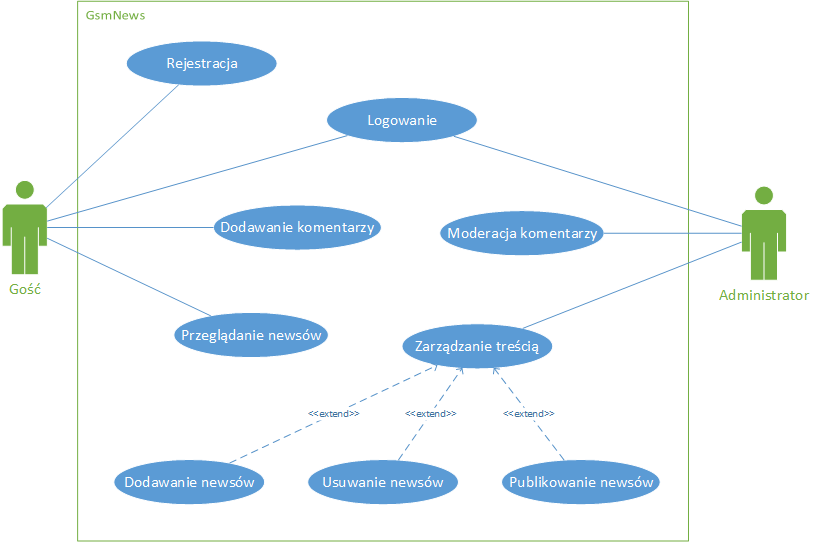 GsmNews
Rejestracja
Logowanie
Dodawanie komentarzy
Moderacja komentarzy
Gość
Administrator
Przeglądanie newsów
Zarządzanie treścią
<<extend>>
<<extend>>
<<extend>>
Dodawanie newsów
Usuwanie newsów
Publikowanie newsów